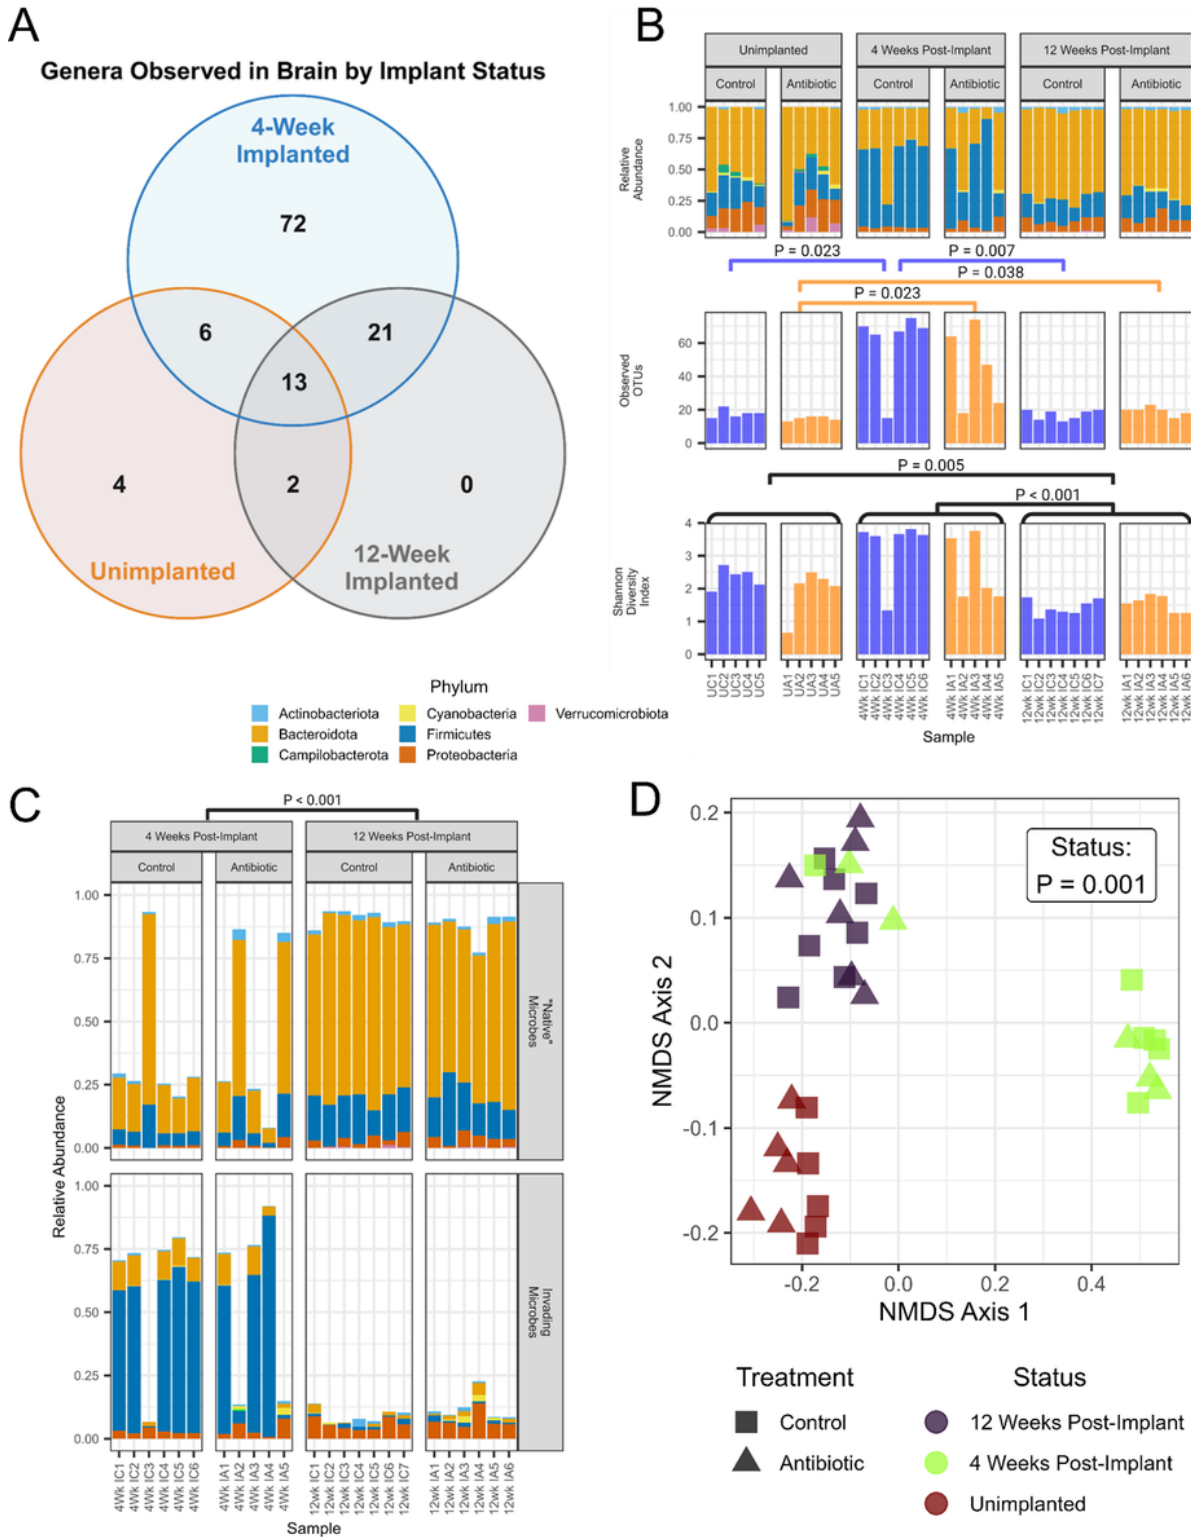 A
Genera Observed in Brain by Implant Status
4-Week
Implanted
72
6
21
13
4
2
0
Unimplanted
12-Week
Implanted
B
Unimplanted
4 Weeks Post-Implant
12 Weeks Post-Implant
Control
Antibiotic
Control
Antibiotic
Control
Antibiotic
Relative
Abundance
1.00
0.75
0.50
0.25
0.00
P = 0.023
P = 0.007
P = 0.038
P = 0.023
Observed
OTUs
60
40
20
0
P = 0.005
P < 0.001
Shannon
Diversity
Index
4
3
2
1
0
UC1
UC2
UC3
UC4
UC5
UA1
UA2
UA3
UA4
UA5
4Wk IC1
4Wk IC2
4Wk IC3
4Wk IC4
4Wk IC5
4Wk IC6
4Wk IA1
4Wk IA2
4Wk IA3
4Wk IA4
4Wk IA5
12wk IC1
12wk IC2
12wk IC3
12wk IC4
12wk IC5
12wk IC6
12wk IC7
12wk IA1
12wk IA2
12wk IA3
12wk IA4
12wk IA5
12wk IA6
Sample
Phylum
Actinobacteriota
Cyanobacteria
Verrucomicrobiota
Bacteroidota
Firmicutes
Campilobacterota
Proteobacteria
C
P < 0.001
4 Weeks Post-Implant
12 Weeks Post-Implant
Control
Antibiotic
Control
Antibiotic
Relative Abundance
1.00
0.75
0.50
0.25
0.00
"Native"
Microbes
1.00
0.75
0.50
0.25
0.00
Invading
Microbes
4Wk IC1
4Wk IC2
4Wk IC3
4Wk IC4
4Wk IC5
4Wk IC6
4Wk IA1
4Wk IA2
4Wk IA3
4Wk IA4
4Wk IA5
12wk IC1
12wk IC2
12wk IC3
12wk IC4
12wk IC5
12wk IC6
12wk IC7
12wk IA1
12wk IA2
12wk IA3
12wk IA4
12wk IA5
12wk IA6
Sample
D
Status:
P = 0.001
NMDS Axis 2
0.2
0.1
0.0
-0.1
-0.2
-0.2
0.0
0.2
0.4
NMDS Axis 1
Treatment
Control
Antibiotic
Status
12 Weeks Post-Implant
4 Weeks Post-Implant
Unimplanted